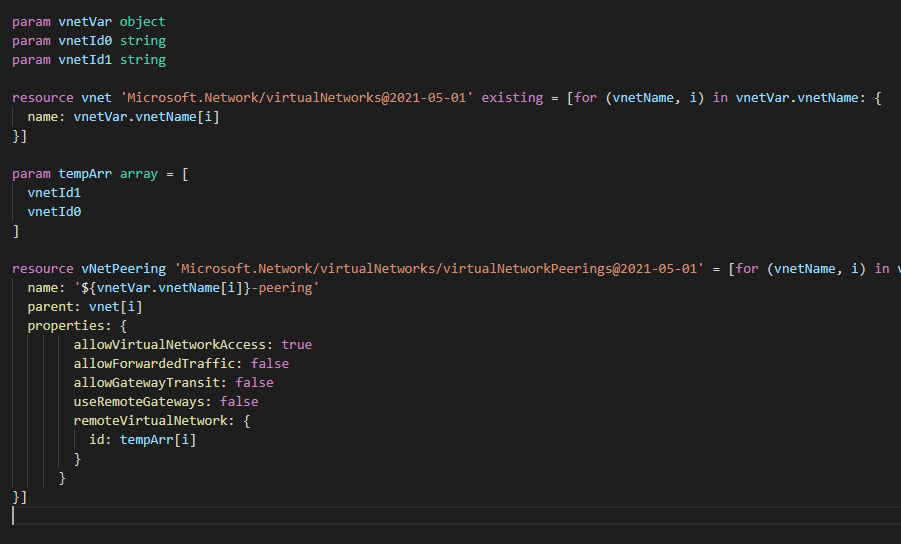 param vnetVar object
param vnetId0 string
param vnetId1 string
resource vnet 'Microsoft.Network/virtualNetworks@2021-05-01' existing = [for (vnetName, i) in vnetVar.vnetName: {
name: vnetVar.vnetName[i]
}]
param tempArr array = [
vnetId1
vnetId0
]
resource vNetPeering 'Microsoft.Network/virtualNetworks/virtualNetworkPeerings@2021-05-01' = [for (vnetName, i) in
name: '${vnetVar.vnetName[i]}-peering'
parent: vnet[i]
properties: {
allowVirtualNetworkAccess: true
allowForwardedTraffic: false
allowGatewayTransit: false
useRemoteGateways: false
remoteVirtualNetwork: {
id: tempArr[i]
}
}
}]